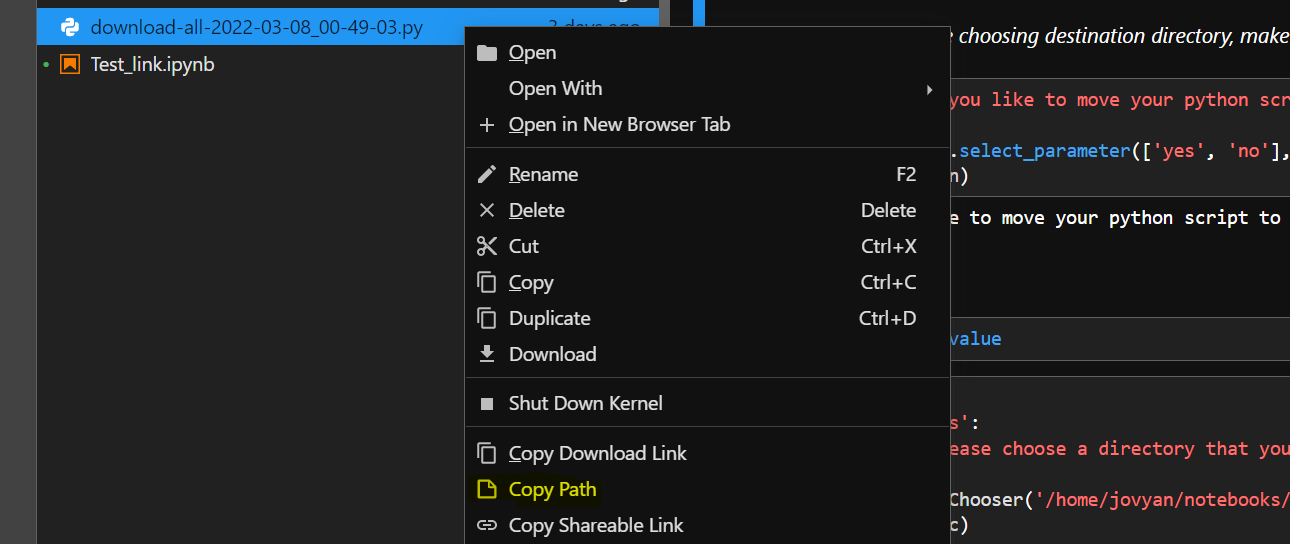 download-all-2022-03-08_00-49-03.py
Test_link.ipynb
Open
Open With
Open in New Browser Tab
Rename F2
Delete Delete
Cut Ctrl+X
Copy Ctrl+C
Duplicate Ctrl+D
Download
Shut Down Kernel
Copy Download Link
Copy Path
Copy Shareable Link
e choosing destination directory, make
you like to move your python scr
.select_parameter(['yes', 'no'],
n)
e to move your python script to
value
s':
ease choose a directory that you
Chooser('/home/jovyan/notebooks/
c)